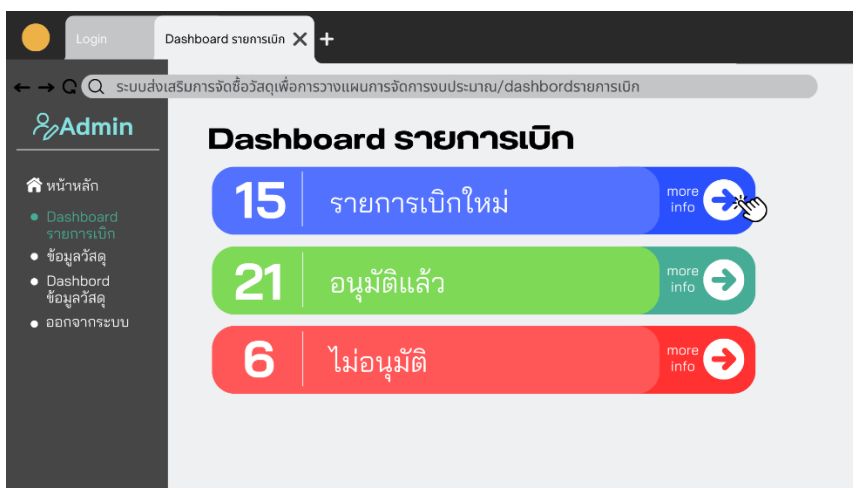 Login
Dashboard รายการเบิก
ระบบส่งเสริมการจัดซื้อวัสดุเพื่อการวางแผนการจัดการงบประมาณ/dashbordรายการเบิก
Admin
หน้าหลัก
Dashboard
รายการเบิก
ข้อมูลวัสดุ
Dashbord
ข้อมูลวัสดุ
ออกจากระบบ
Dashboard รายการเบิก
15 รายการเบิกใหม่
more
info
21 อนุมัติแล้ว
more
info
6 ไม่อนุมัติ
more
info